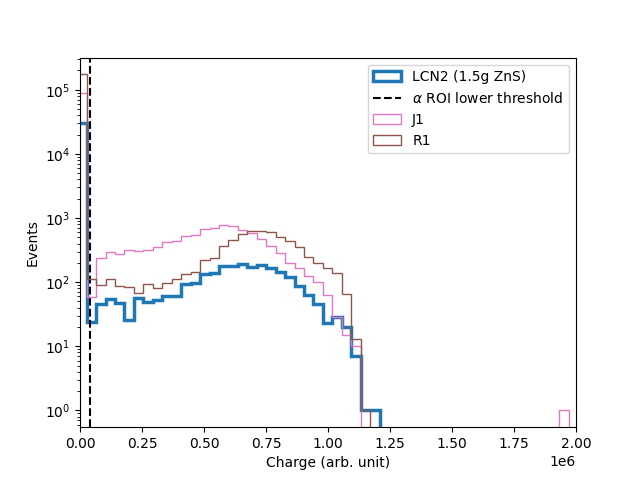 LCN2 (1.5g ZnS)
α ROI lower threshold
J1
R1
Events
10⁵
10⁴
10³
10²
10¹
10⁰
0.00 0.25 0.50 0.75 1.00 1.25 1.50 1.75 2.00
Charge (arb. unit)
1e6